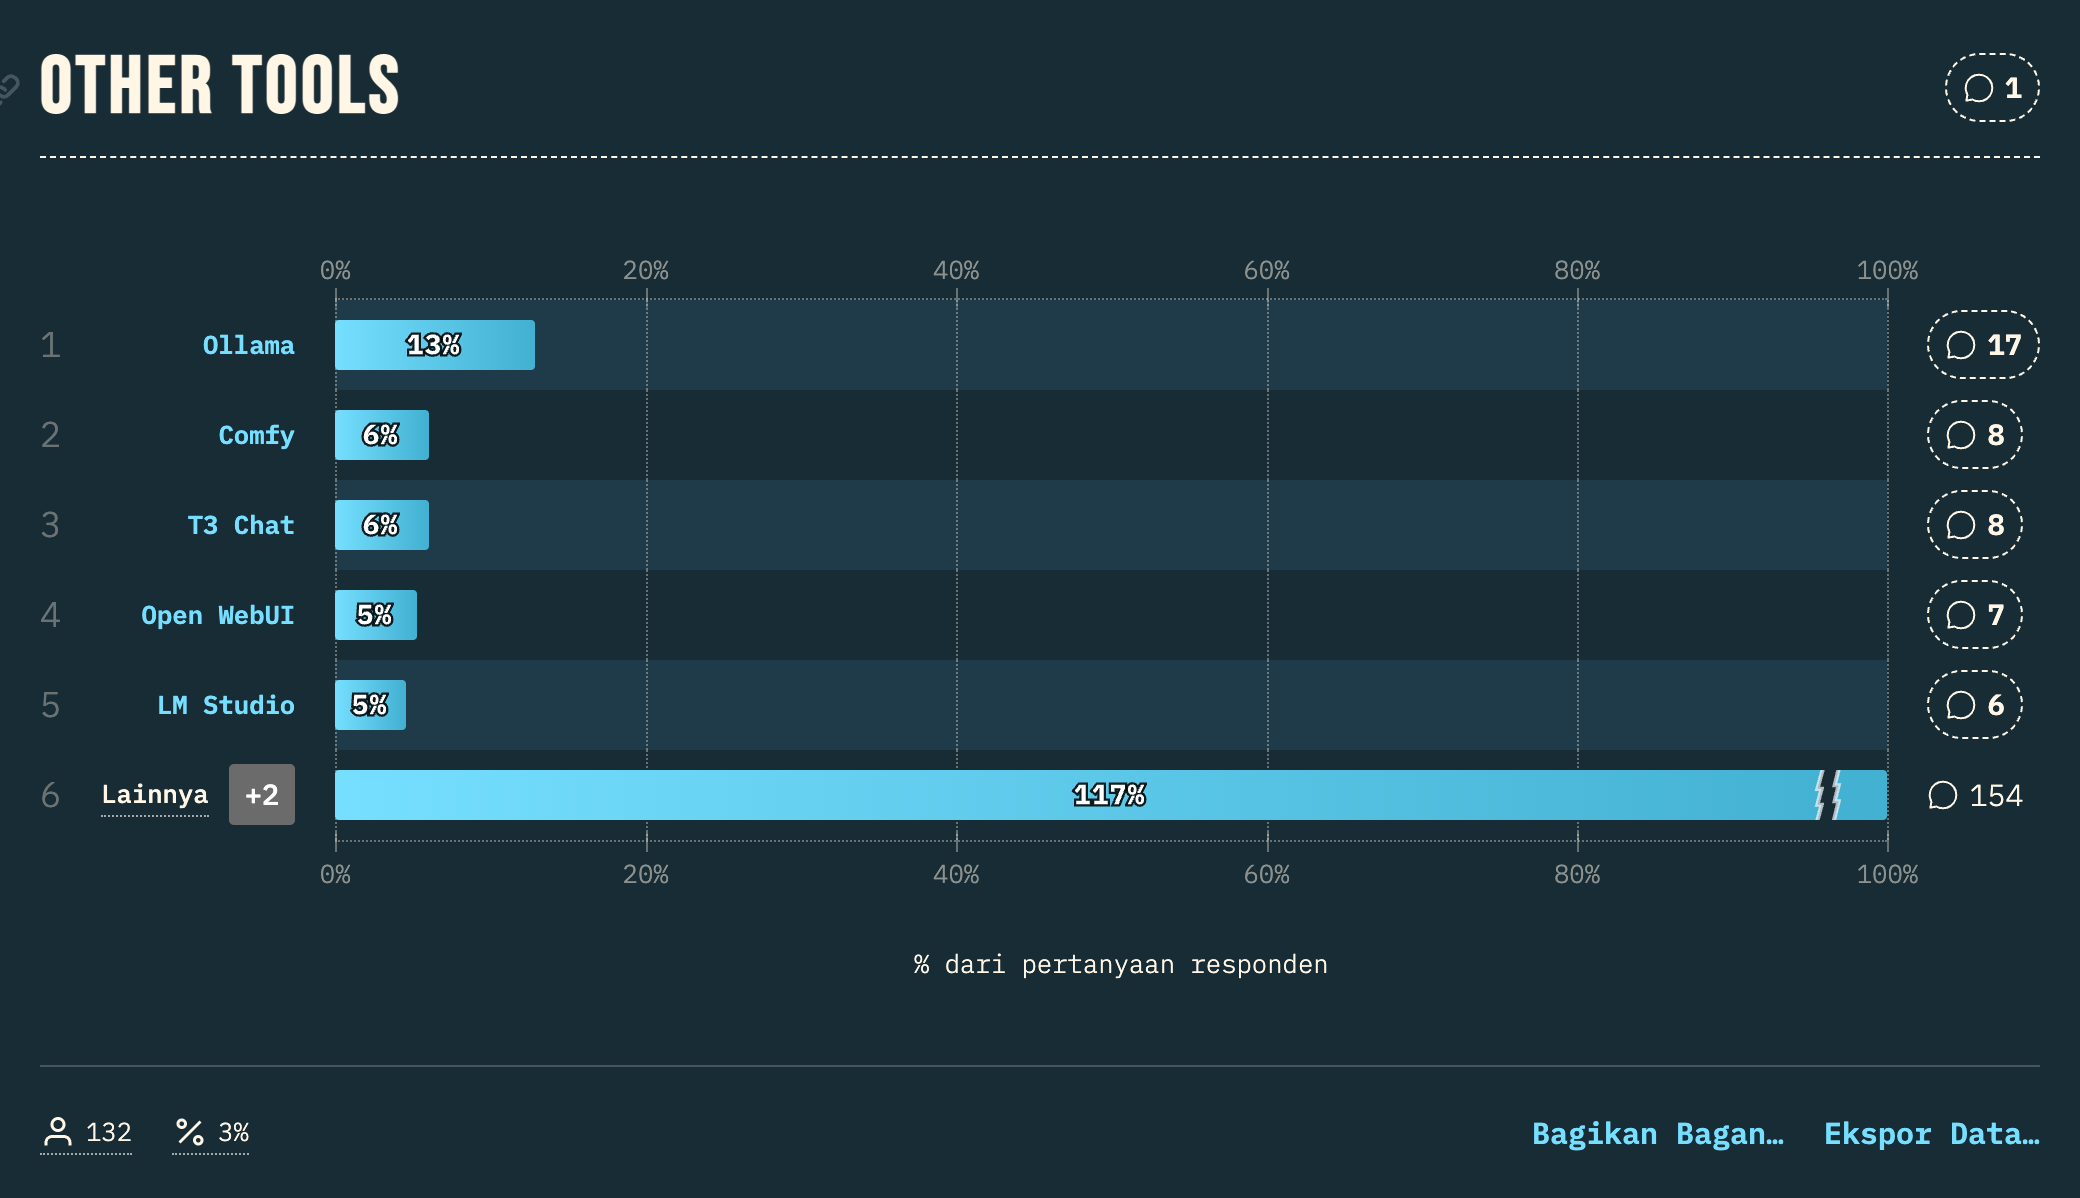 OTHER TOOLS
1
0% 20% 40% 60% 80% 100%
1 Ollama 13% 17
2 Comfy 6% 8
3 T3 Chat 6% 8
4 Open WebUI 5% 7
5 LM Studio 5% 6
6 Lainnya +2 117% 154
0% 20% 40% 60% 80% 100%
% dari pertanyaan responden
132 3% Bagikan Bagan… Ekspor Data…